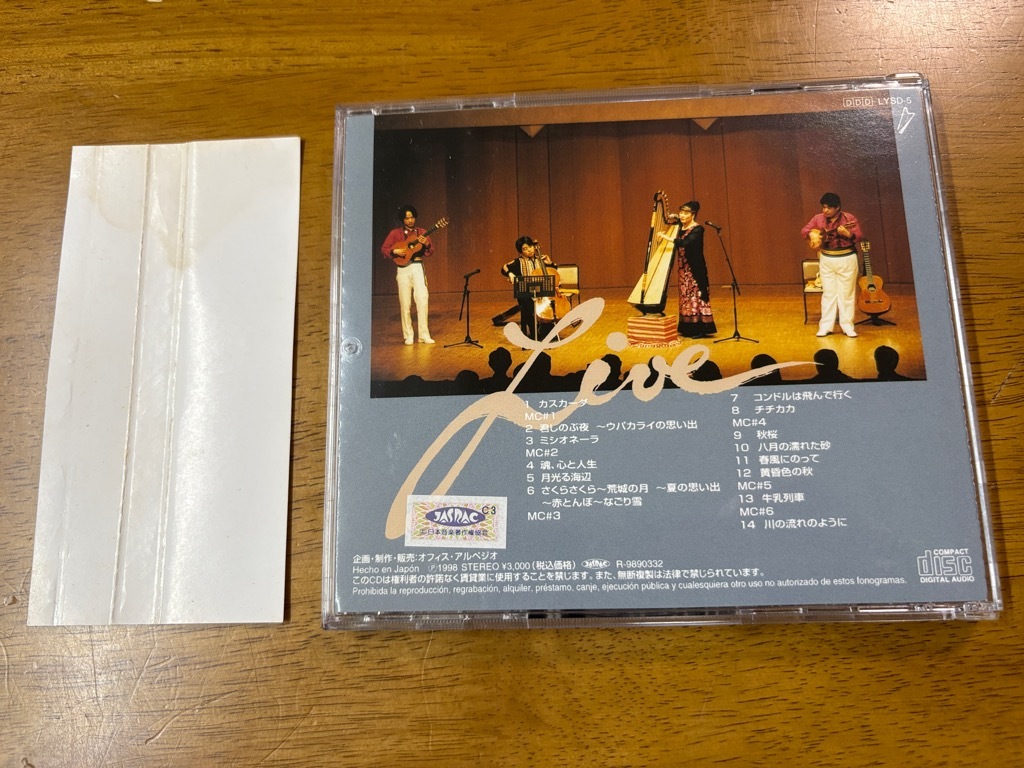 DDD LYSD-5
Live
1 カスカーダ
MC#1
2 君しのぶ夜 ～ウパカライの思い出
3 ミシオネーラ
MC#2
4 魂、心と人生
5 月光る海辺
6 さくらさくら～荒城の月 ～夏の思い出
～赤とんぼ～なごり雪
MC#3
7 コンドルは飛んで行く
8 チチカカ
MC#4
9 秋桜
10 八月の濡れた砂
11 春風にのって
12 黄昏色の秋
MC#5
13 牛乳列車
MC#6
14 川の流れのように
JASRAC C3
日本音楽著作権協会
企画・制作・販売:オフィス・アルペジオ
Hecho en Japón Ⓟ1998 STEREO ¥3,000(税込価格) JASRAC R-9890332
このCDは権利者の許諾なく賃貸業に使用することを禁じます。また、無断複製は法律で禁じられています。
Prohibida la reproducción, regrabación, alquiler, préstamo, canje, ejecución pública y cualesquiera otro uso no autorizado de estos fonogramas.
COMPACT
disc
DIGITAL AUDIO